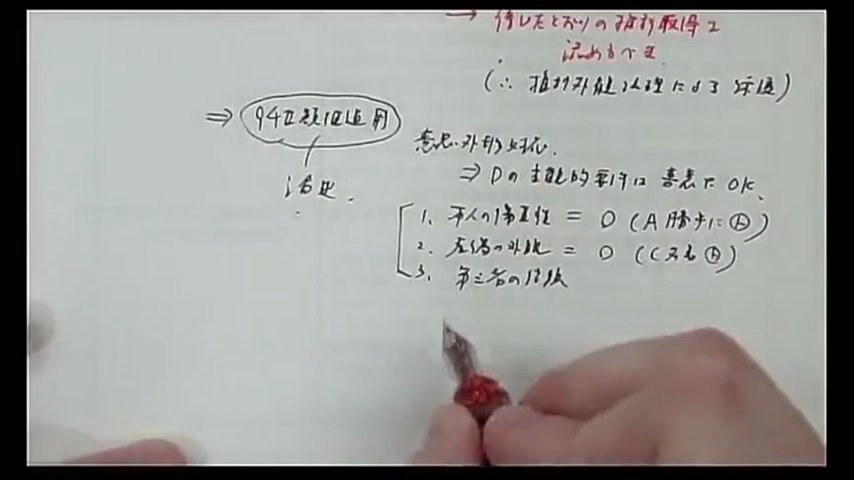 → 信じたとおりの権利取得を
認めるべき
(∵ 権利外観法理による保護)
⇒ 94Ⅱ類推適用
意思外形対応
⇒ Dの主観的要件は善意でOK、
1、本人の帰責性 = ○ (A 勝手に㊞)
2、虚偽の外観 = ○ (C 名㊞)
3、第三者の信頼